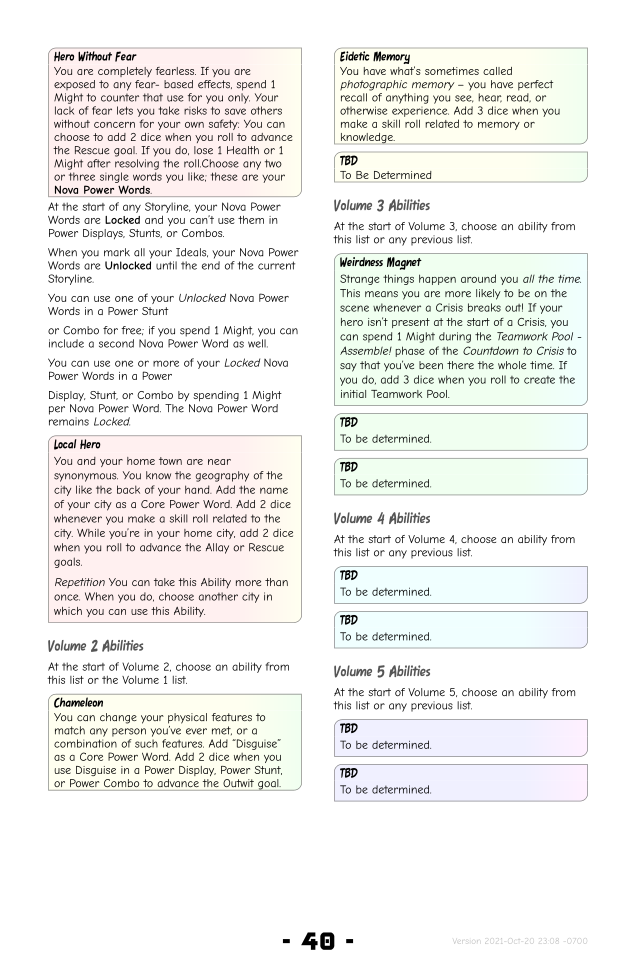 Hero Without Fear
You are completely fearless. If you are
exposed to any fear- based effects, spend 1
Might to counter that use for you only. Your
lack of fear lets you take risks to save others
without concern for your own safety: You can
choose to add 2 dice when you roll to advance
the Rescue goal. If you do, lose 1 Health or 1
Might after resolving the roll.Choose any two
or three single words you like; these are your
Nova Power Words.
At the start of any Storyline, your Nova Power
Words are Locked and you can't use them in
Power Displays, Stunts, or Combos.
When you mark all your Ideals, your Nova Power
Words are Unlocked until the end of the current
Storyline.
You can use one of your Unlocked Nova Power
Words in a Power Stunt
or Combo for free; if you spend 1 Might, you can
include a second Nova Power Word as well.
You can use one or more of your Locked Nova
Power Words in a Power
Display, Stunt, or Combo by spending 1 Might
per Nova Power Word. The Nova Power Word
remains Locked.
Local Hero
You and your home town are near
synonymous. You know the geography of the
city like the back of your hand. Add the name
of your city as a Core Power Word. Add 2 dice
whenever you make a skill roll related to the
city. While you're in your home city, add 2 dice
when you roll to advance the Allay or Rescue
goals.
Repetition You can take this Ability more than
once. When you do, choose another city in
which you can use this Ability.
Volume 2 Abilities
At the start of Volume 2, choose an ability from
this list or the Volume 1 list.
Chameleon
You can change your physical features to
match any person you've ever met, or a
combination of such features. Add "Disguise"
as a Core Power Word. Add 2 dice when you
use Disguise in a Power Display, Power Stunt,
or Power Combo to advance the Outwit goal.
Eidetic Memory
You have what's sometimes called
photographic memory – you have perfect
recall of anything you see, hear, read, or
otherwise experience. Add 3 dice when you
make a skill roll related to memory or
knowledge.
TBD
To Be Determined
Volume 3 Abilities
At the start of Volume 3, choose an ability from
this list or any previous list.
Weirdness Magnet
Strange things happen around you all the time.
This means you are more likely to be on the
scene whenever a Crisis breaks out! If your
hero isn't present at the start of a Crisis, you
can spend 1 Might during the Teamwork Pool -
Assemble! phase of the Countdown to Crisis to
say that you've been there the whole time. If
you do, add 3 dice when you roll to create the
initial Teamwork Pool.
TBD
To be determined.
TBD
To be determined.
Volume 4 Abilities
At the start of Volume 4, choose an ability from
this list or any previous list.
TBD
To be determined.
TBD
To be determined.
Volume 5 Abilities
At the start of Volume 5, choose an ability from
this list or any previous list.
TBD
To be determined.
TBD
To be determined.
- 40 -
Version 2021-Oct-20 23:08 -0700